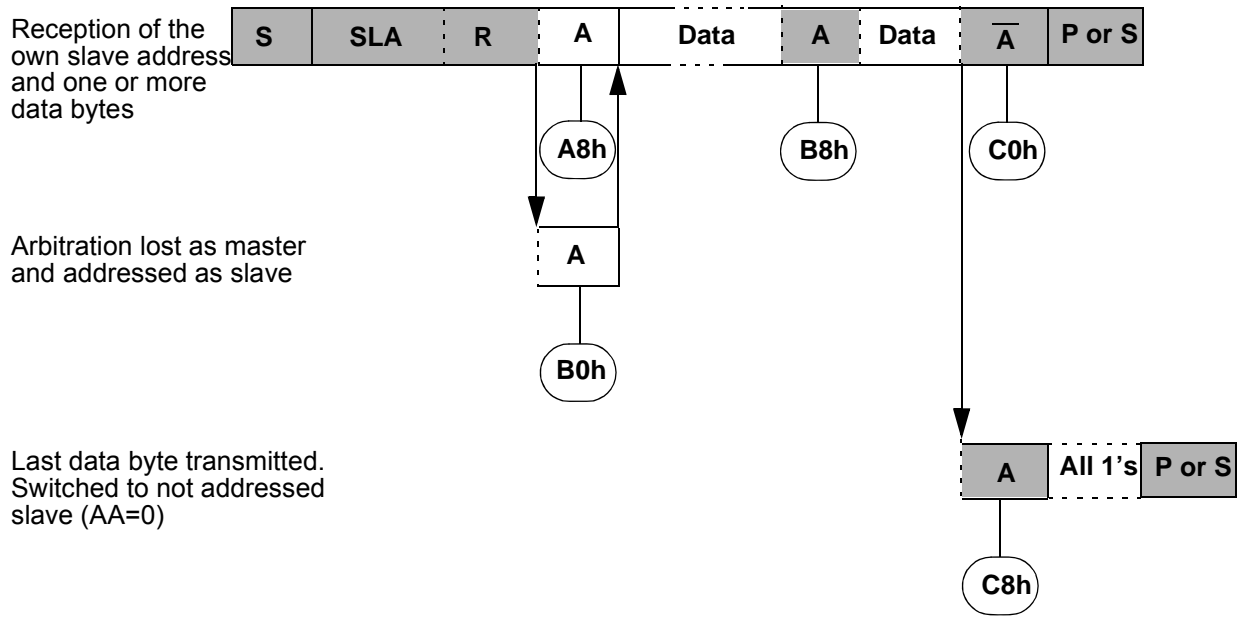 Reception of the
own slave address
and one or more
data bytes
S SLA R A Data A Data A̅ P or S
A8h B8h C0h
Arbitration lost as master
and addressed as slave
A
B0h
Last data byte transmitted.
Switched to not addressed
slave (AA=0)
A All 1's P or S
C8h